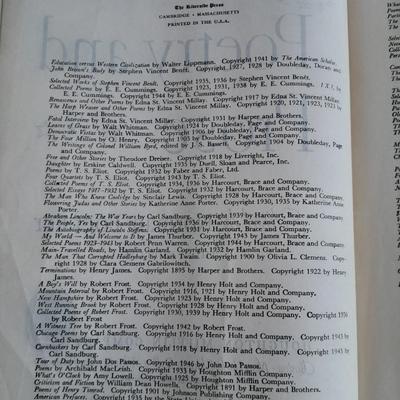 The Riverside Press
CAMBRIDGE · MASSACHUSETTS
PRINTED IN THE U.S.A.
Education versus Western Civilization by Walter Lippmann. Copyright 1941 by The American Scholar.
John Brown's Body by Stephen Vincent Benét. Copyright 1927, 1928 by Doubleday, Doran and
Company.
Selected Works of Stephen Vincent Benét. Copyright 1935, 1936 by Stephen Vincent Benét.
Collected Poems by E. E. Cummings. Copyright 1923, 1931, 1938 by E. E. Cummings. 1 X 1, by
E. E. Cummings. Copyright 1944 by E. E. Cummings.
Renascence and Other Poems by Edna St. Vincent Millay. Copyright 1917 by Edna St. Vincent Millay.
The Harp Weaver and Other Poems by Edna St. Vincent Millay. Copyright 1920, 1921, 1923 by
Harper and Brothers.
Fatal Interview by Edna St. Vincent Millay. Copyright 1931 by Harper and Brothers.
Leaves of Grass by Walt Whitman. Copyright 1924 by Doubleday, Page and Company.
Democratic Vistas by Walt Whitman. Copyright 1906 by Doubleday, Page and Company.
The Four Million by O. Henry. Copyright 1905 by Doubleday, Page and Company.
The Writings of Colonel William Byrd, edited by J. S. Bassett. Copyright 1901 by Doubleday, Page and
Company.
Free and Other Stories by Theodore Dreiser. Copyright 1918 by Liveright, Inc.
Daughter by Erskine Caldwell. Copyright 1935 by Duell, Sloan and Pearce, Inc.
Poems by T. S. Eliot. Copyright 1932 by Faber and Faber, Ltd.
Four Quartets by T. S. Eliot. Copyright 1943 by T. S. Eliot.
Collected Poems of T. S. Eliot. Copyright 1934, 1936 by Harcourt, Brace and Company.
Selected Essays 1917-1932 by T. S. Eliot. Copyright 1932 by Harcourt, Brace and Company.
The Man Who Knew Coolidge by Sinclair Lewis. Copyright 1928 by Harcourt, Brace and Company.
Flowering Judas and Other Stories by Katherine Anne Porter. Copyright 1930, 1935 by Katherine Anne
Porter.
Abraham Lincoln: The War Years by Carl Sandburg. Copyright 1939 by Harcourt, Brace and Company.
The People, Yes by Carl Sandburg. Copyright 1936 by Harcourt, Brace and Company.
The Autobiography of Lincoln Steffens. Copyright 1931 by Harcourt, Brace and Company.
My World — And Welcome to It by James Thurber. Copyright 1942 by James Thurber.
Selected Poems 1923-1943 by Robert Penn Warren. Copyright 1944 by Harcourt, Brace and Company.
Main-Travelled Roads, by Hamlin Garland. Copyright 1932 by Hamlin Garland.
The Man That Corrupted Hadleyburg by Mark Twain. Copyright 1900 by Olivia L. Clemens. Copy-
right 1928 by Clara Clemens Gabrilowitsch.
Terminations by Henry James. Copyright 1895 by Harper and Brothers. Copyright 1922 by Henry
James.
A Boy's Will by Robert Frost. Copyright 1934 by Henry Holt and Company.
Mountain Interval by Robert Frost. Copyright 1916, 1921 by Henry Holt and Company.
New Hampshire by Robert Frost. Copyright 1923 by Henry Holt and Company.
West Running Brook by Robert Frost. Copyright 1928 by Henry Holt and Company.
Collected Poems of Robert Frost. Copyright 1930, 1939 by Henry Holt and Company. Copyright 1936
by Robert Frost.
A Witness Tree by Robert Frost. Copyright 1942 by Robert Frost.
Chicago Poems by Carl Sandburg. Copyright 1916 by Henry Holt and Company. Copyright 1943 by
Carl Sandburg.
Cornhuskers by Carl Sandburg. Copyright 1918 by Henry Holt and Company. Copyright 1945 by
Carl Sandburg.
Tour of Duty by John Dos Passos. Copyright 1946 by John Dos Passos.
Poems by Archibald MacLeish. Copyright 1933 by Houghton Mifflin Company.
What's O'Clock by Amy Lowell. Copyright 1925 by Houghton Mifflin Company.
Criticism and Fiction by William Dean Howells. Copyright 1891 by Harper and Brothers.
Poems of Henry Timrod. Copyright 1901 by Johnson Publishing Company.